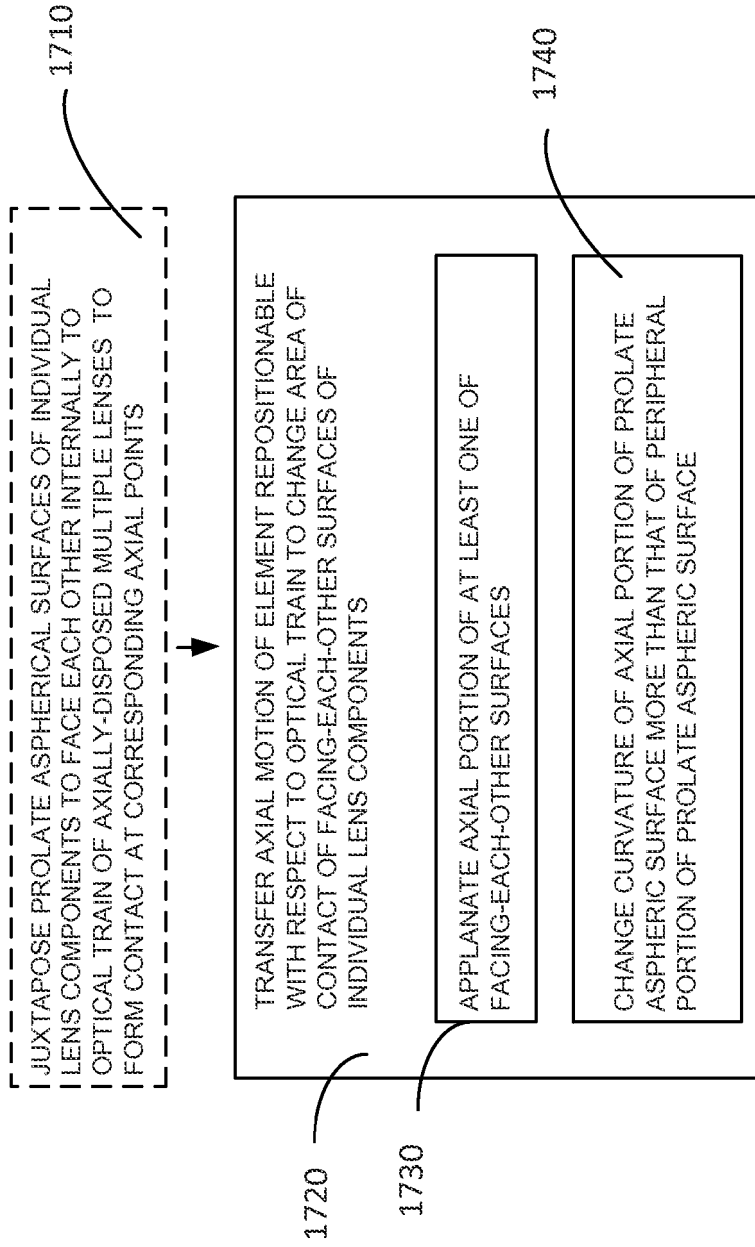 JUXTAPOSE PROLATE ASPHERICAL SURFACES OF INDIVIDUAL
LENS COMPONENTS TO FACE EACH OTHER INTERNALLY TO
OPTICAL TRAIN OF AXIALLY-DISPOSED MULTIPLE LENSES TO
FORM CONTACT AT CORRESPONDING AXIAL POINTS
1710
TRANSFER AXIAL MOTION OF ELEMENT REPOSITIONABLE
WITH RESPECT TO OPTICAL TRAIN TO CHANGE AREA OF
CONTACT OF FACING-EACH-OTHER SURFACES OF
INDIVIDUAL LENS COMPONENTS
1720
APPLANATE AXIAL PORTION OF AT LEAST ONE OF
FACING-EACH-OTHER SURFACES
1730
CHANGE CURVATURE OF AXIAL PORTION OF PROLATE
ASPHERIC SURFACE MORE THAN THAT OF PERIPHERAL
PORTION OF PROLATE ASPHERIC SURFACE
1740